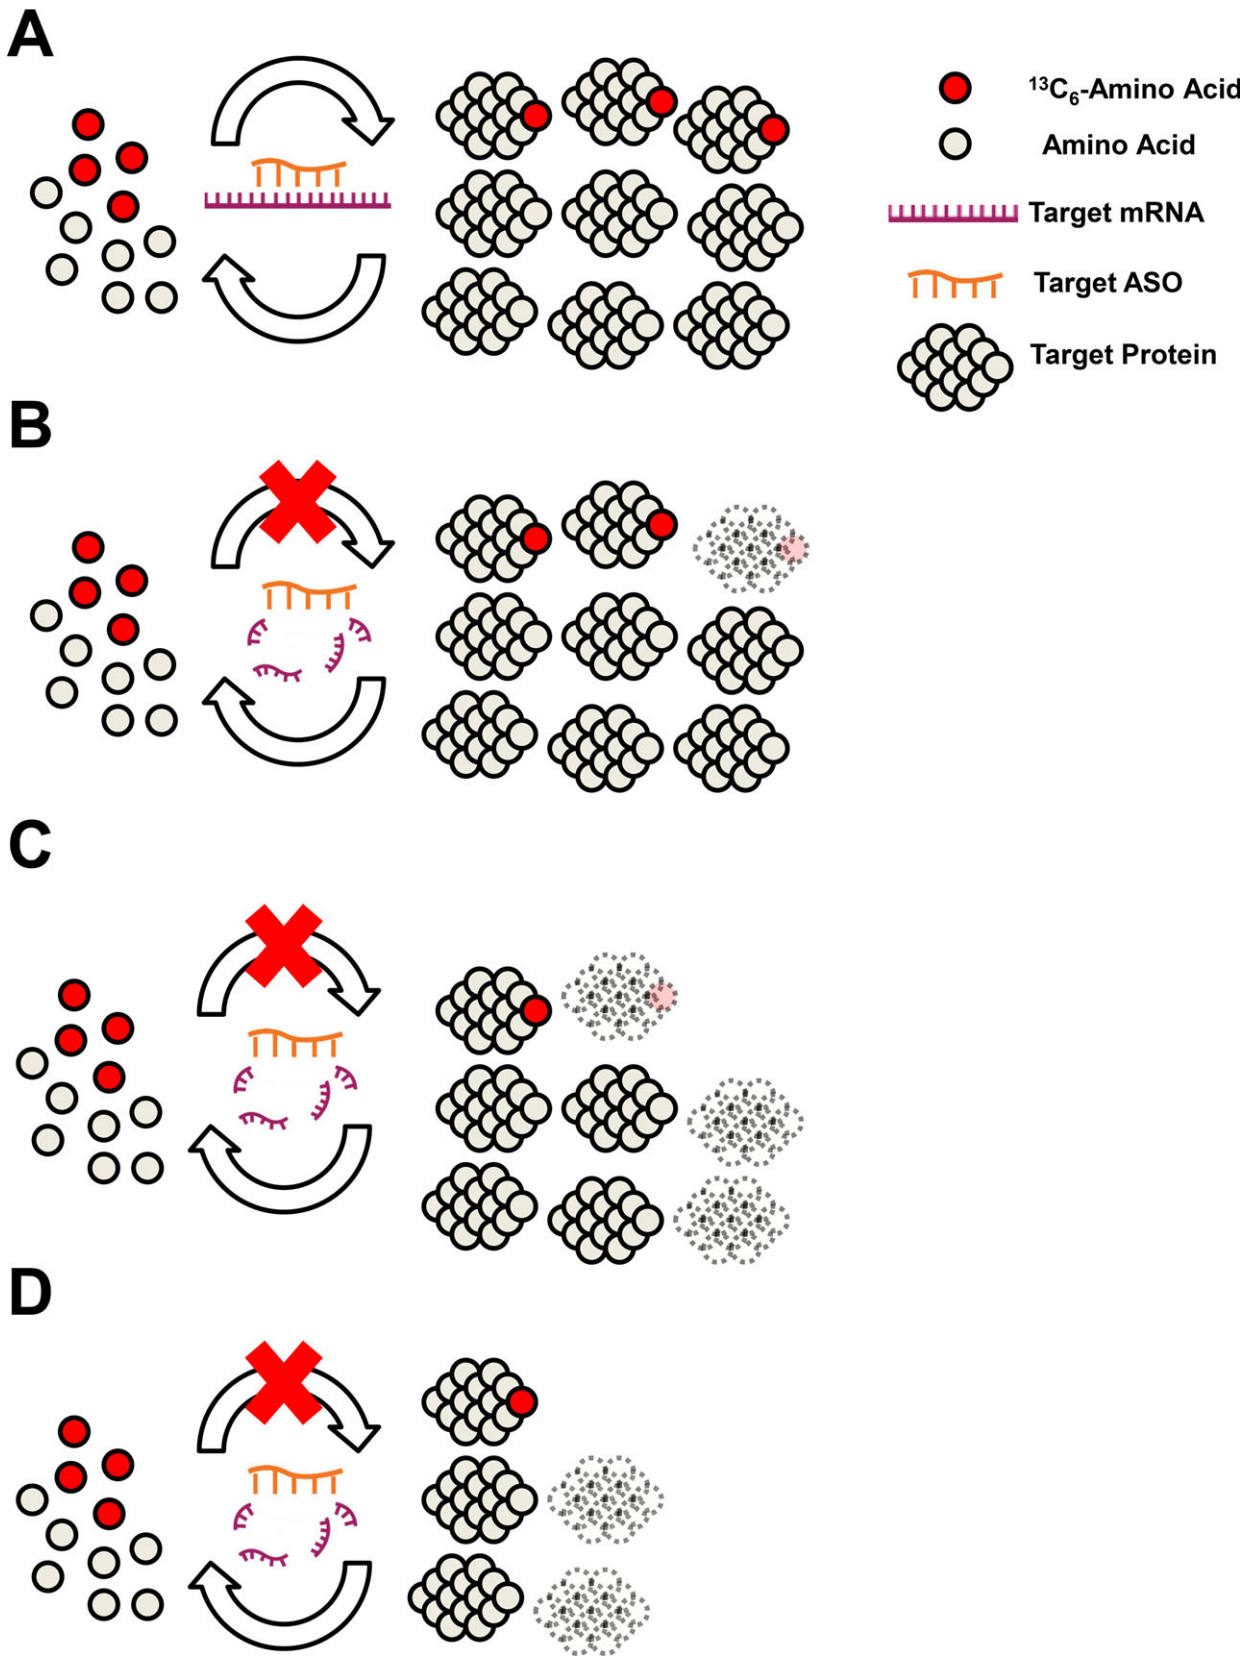 A
¹³C₆-Amino Acid
Amino Acid
Target mRNA
Target ASO
Target Protein
B
C
D